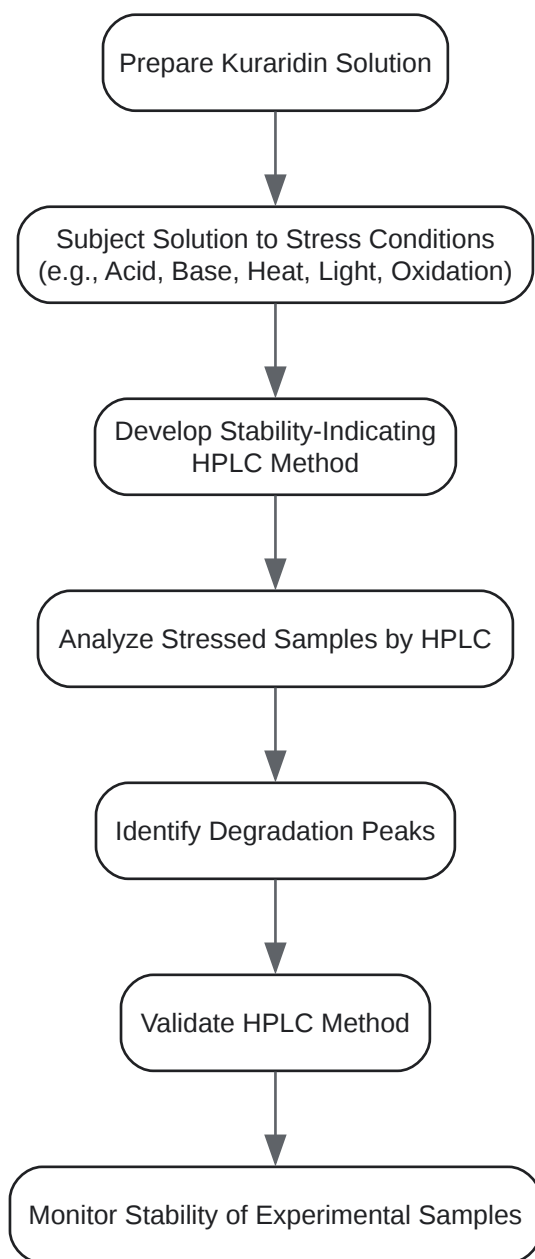 Prepare Kuraridin Solution
Subject Solution to Stress Conditions
(e.g., Acid, Base, Heat, Light, Oxidation)
Develop Stability-Indicating
HPLC Method
Analyze Stressed Samples by HPLC
Identify Degradation Peaks
Validate HPLC Method
Monitor Stability of Experimental Samples